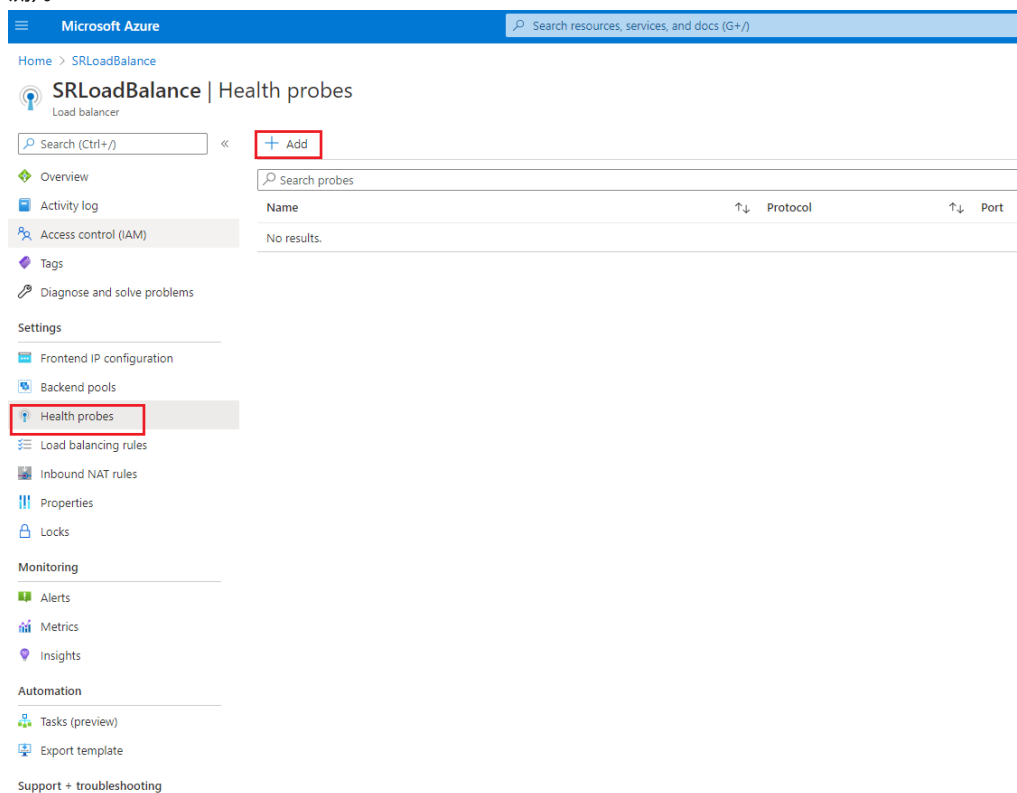 Microsoft Azure
Search resources, services, and docs (G+/)
Home > SRLoadBalance
SRLoadBalance | Health probes
Load balancer
Search (Ctrl+/)
«
+ Add
Overview
Search probes
Activity log
Name ↑↓ Protocol ↑↓ Port
Access control (IAM)
No results.
Tags
Diagnose and solve problems
Settings
Frontend IP configuration
Backend pools
Health probes
Load balancing rules
Inbound NAT rules
Properties
Locks
Monitoring
Alerts
Metrics
Insights
Automation
Tasks (preview)
Export template
Support + troubleshooting